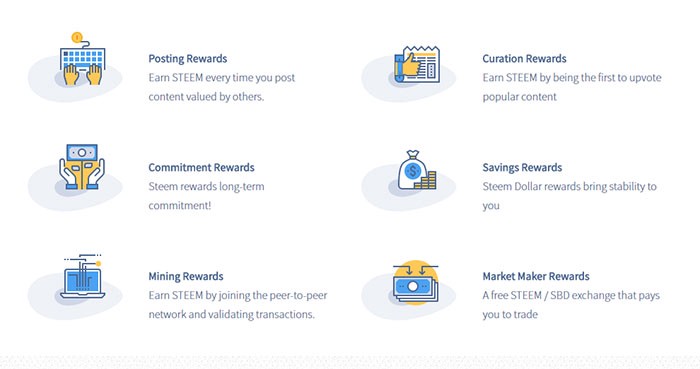 Posting Rewards
Earn STEEM every time you post
content valued by others.
Curation Rewards
Earn STEEM by being the first to upvote
popular content
Commitment Rewards
Steem rewards long-term
commitment!
Savings Rewards
Steem Dollar rewards bring stability to
you
Mining Rewards
Earn STEEM by joining the peer-to-peer
network and validating transactions.
Market Maker Rewards
A free STEEM / SBD exchange that pays
you to trade